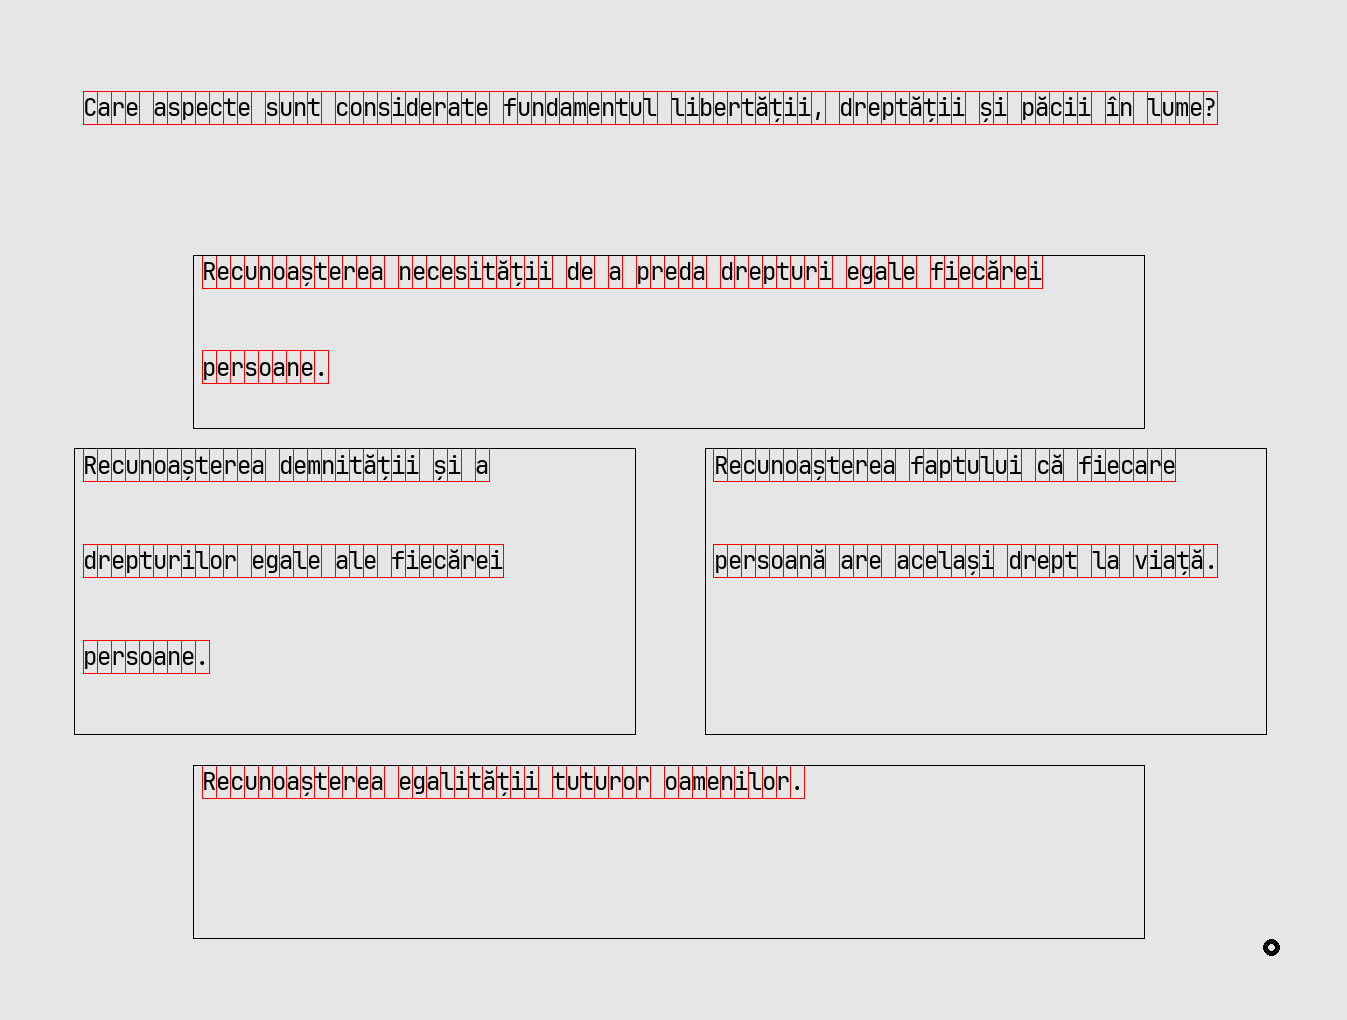 Care aspecte sunt considerate fundamentul libertății, dreptății și păcii în lume?
Recunoașterea necesității de a preda drepturi egale fiecărei
persoane.
Recunoașterea demnității și a
drepturilor egale ale fiecărei
persoane.
Recunoașterea faptului că fiecare
persoană are același drept la viață.
Recunoașterea egalității tuturor oamenilor.